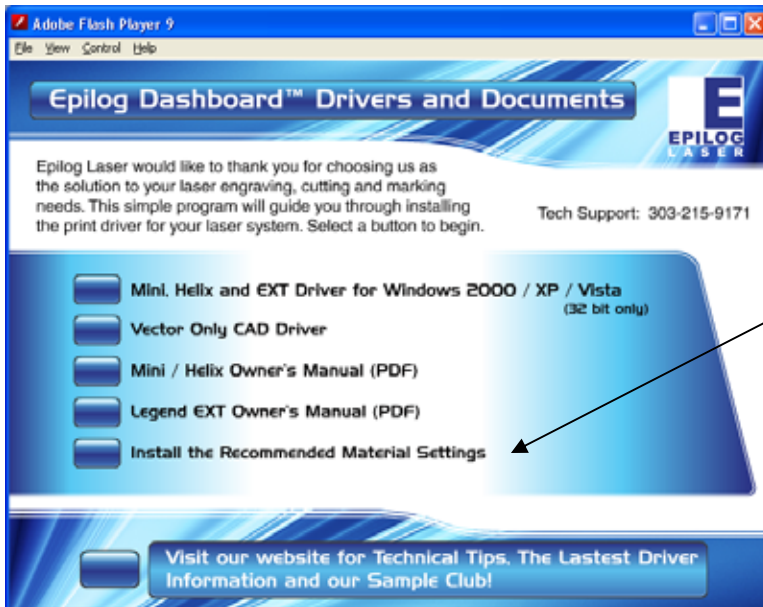 Adobe Flash Player 9
File View Control Help
Epilog Dashboard™ Drivers and Documents
EPILOG
LASER
Epilog Laser would like to thank you for choosing us as
the solution to your laser engraving, cutting and marking
needs. This simple program will guide you through installing
the print driver for your laser system. Select a button to begin.
Tech Support: 303-215-9171
Mini, Helix and EXT Driver for Windows 2000 / XP / Vista
(32 bit only)
Vector Only CAD Driver
Mini / Helix Owner's Manual (PDF)
Legend EXT Owner's Manual (PDF)
Install the Recommended Material Settings
Visit our website for Technical Tips, The Lastest Driver
Information and our Sample Club!